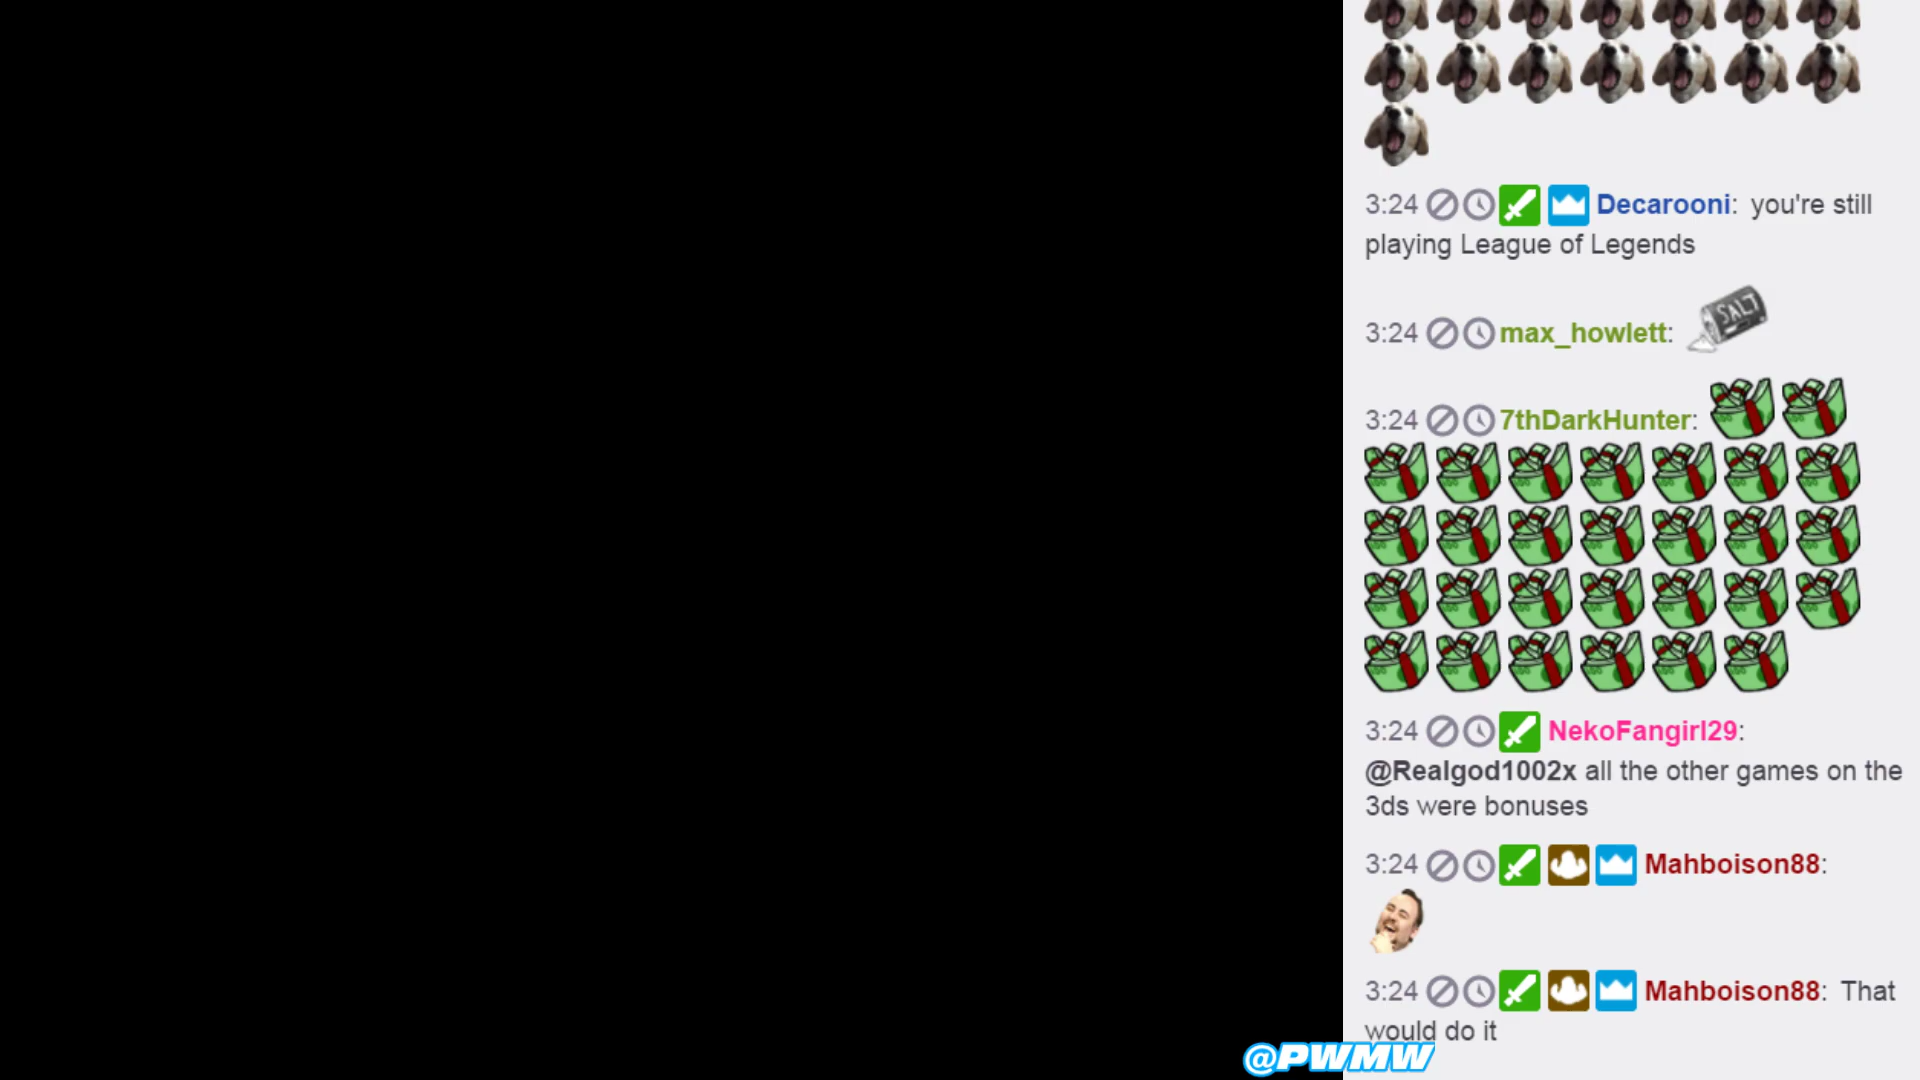 3:24 Decarooni: you're still
playing League of Legends
SALT
3:24 max_howlett:
3:24 7thDarkHunter:
3:24 NekoFangirl29:
@Realgod1002x all the other games on the
3ds were bonuses
3:24 Mahboison88:
3:24 Mahboison88: That
would do it
@PWMW